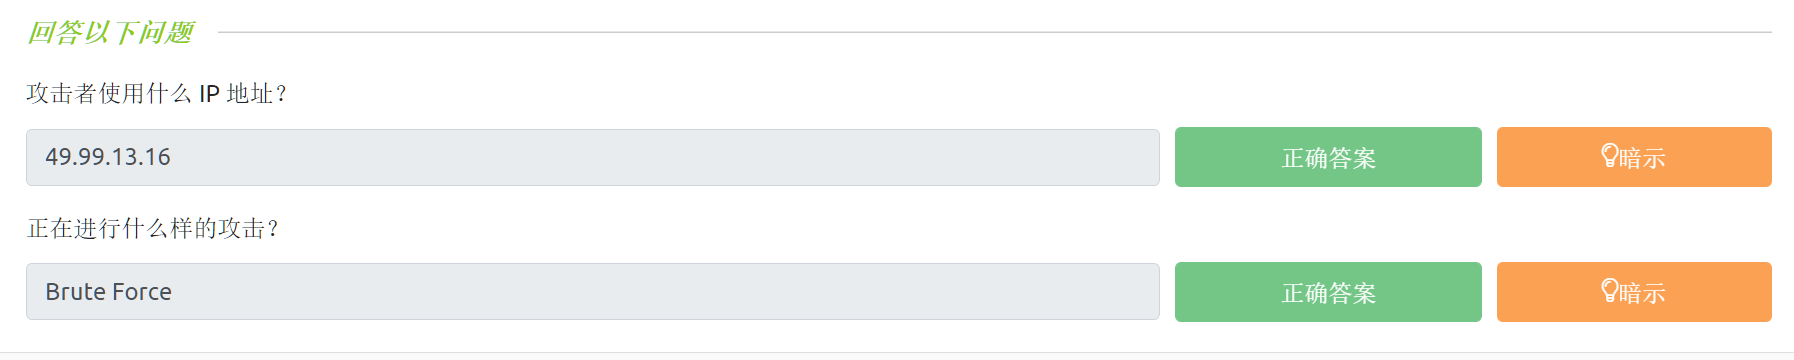 回答以下问题
攻击者使用什么 IP 地址？
49.99.13.16
正确答案
暗示
正在进行什么样的攻击？
Brute Force
正确答案
暗示